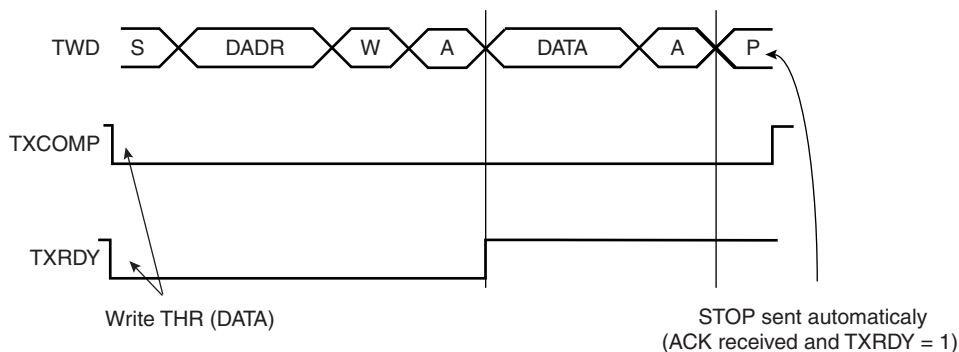 TWD S DADR W A DATA A P
TXCOMP
TXRDY
Write THR (DATA)
STOP sent automaticaly
(ACK received and TXRDY = 1)